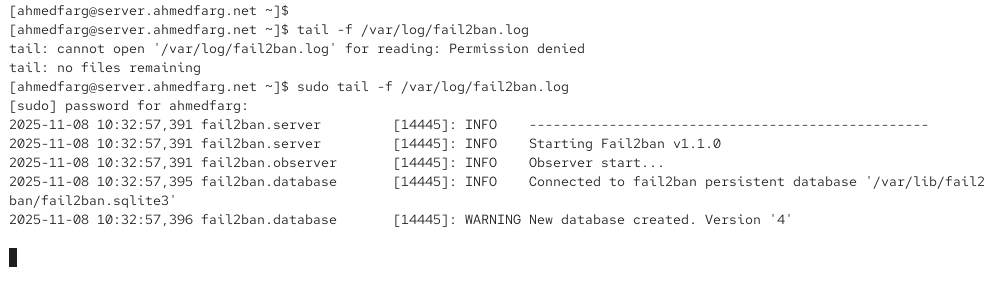 [ahmedfarg@server.ahmedfarg.net ~]$
[ahmedfarg@server.ahmedfarg.net ~]$ tail -f /var/log/fail2ban.log
tail: cannot open '/var/log/fail2ban.log' for reading: Permission denied
tail: no files remaining
[ahmedfarg@server.ahmedfarg.net ~]$ sudo tail -f /var/log/fail2ban.log
[sudo] password for ahmedfarg:
2025-11-08 10:32:57,391 fail2ban.server         [14445]: INFO    --------------------------------------------------
2025-11-08 10:32:57,391 fail2ban.server         [14445]: INFO    Starting Fail2ban v1.1.0
2025-11-08 10:32:57,391 fail2ban.observer       [14445]: INFO    Observer start...
2025-11-08 10:32:57,395 fail2ban.database       [14445]: INFO    Connected to fail2ban persistent database '/var/lib/fail2
ban/fail2ban.sqlite3'
2025-11-08 10:32:57,396 fail2ban.database       [14445]: WARNING New database created. Version '4'